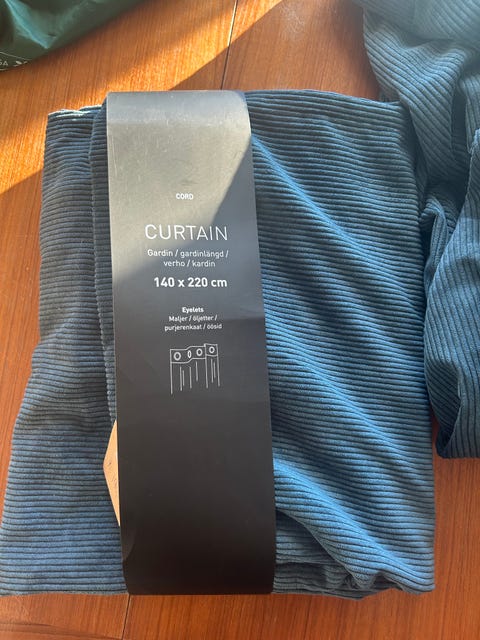 CORD
CURTAIN
Gardin / gardinlängd /
verho / kardin
140 x 220 cm
Eyelets
Maljer / öljetter /
purjerenkaat / öösid